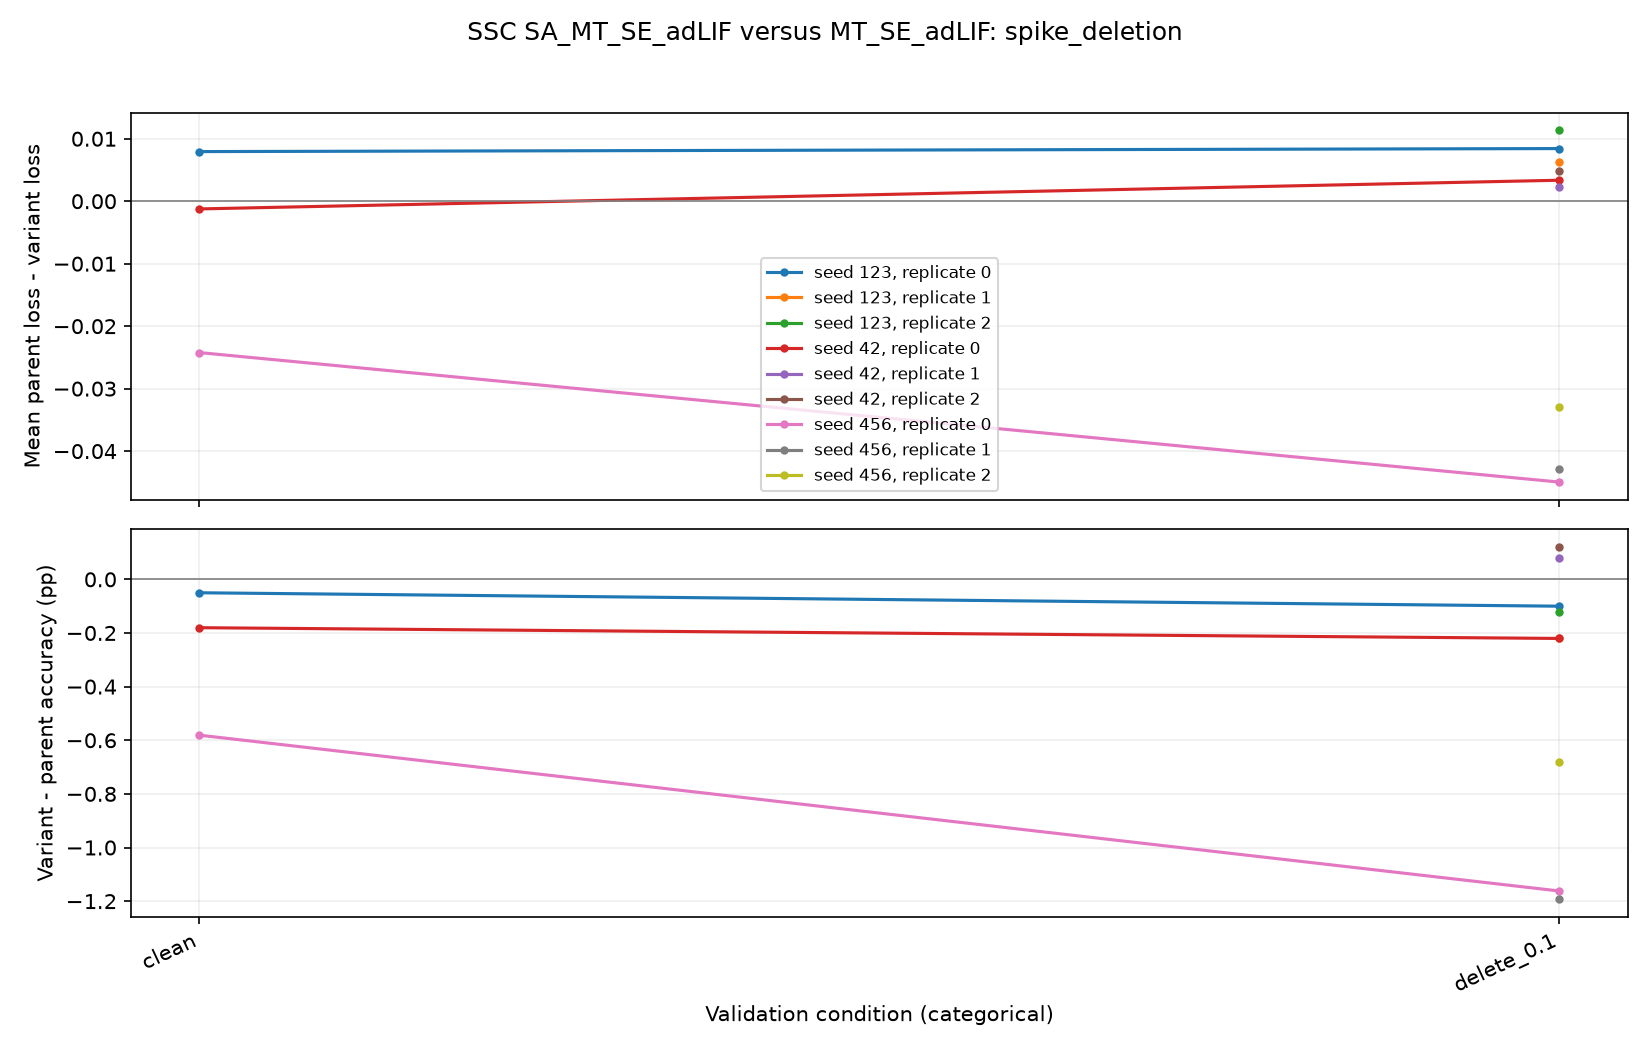 SSC SA_MT_SE_adLIF versus MT_SE_adLIF: spike_deletion
Mean parent loss - variant loss
0.01
0.00
−0.01
−0.02
−0.03
−0.04
seed 123, replicate 0
seed 123, replicate 1
seed 123, replicate 2
seed 42, replicate 0
seed 42, replicate 1
seed 42, replicate 2
seed 456, replicate 0
seed 456, replicate 1
seed 456, replicate 2
Variant - parent accuracy (pp)
0.0
−0.2
−0.4
−0.6
−0.8
−1.0
−1.2
clean
delete_0.1
Validation condition (categorical)